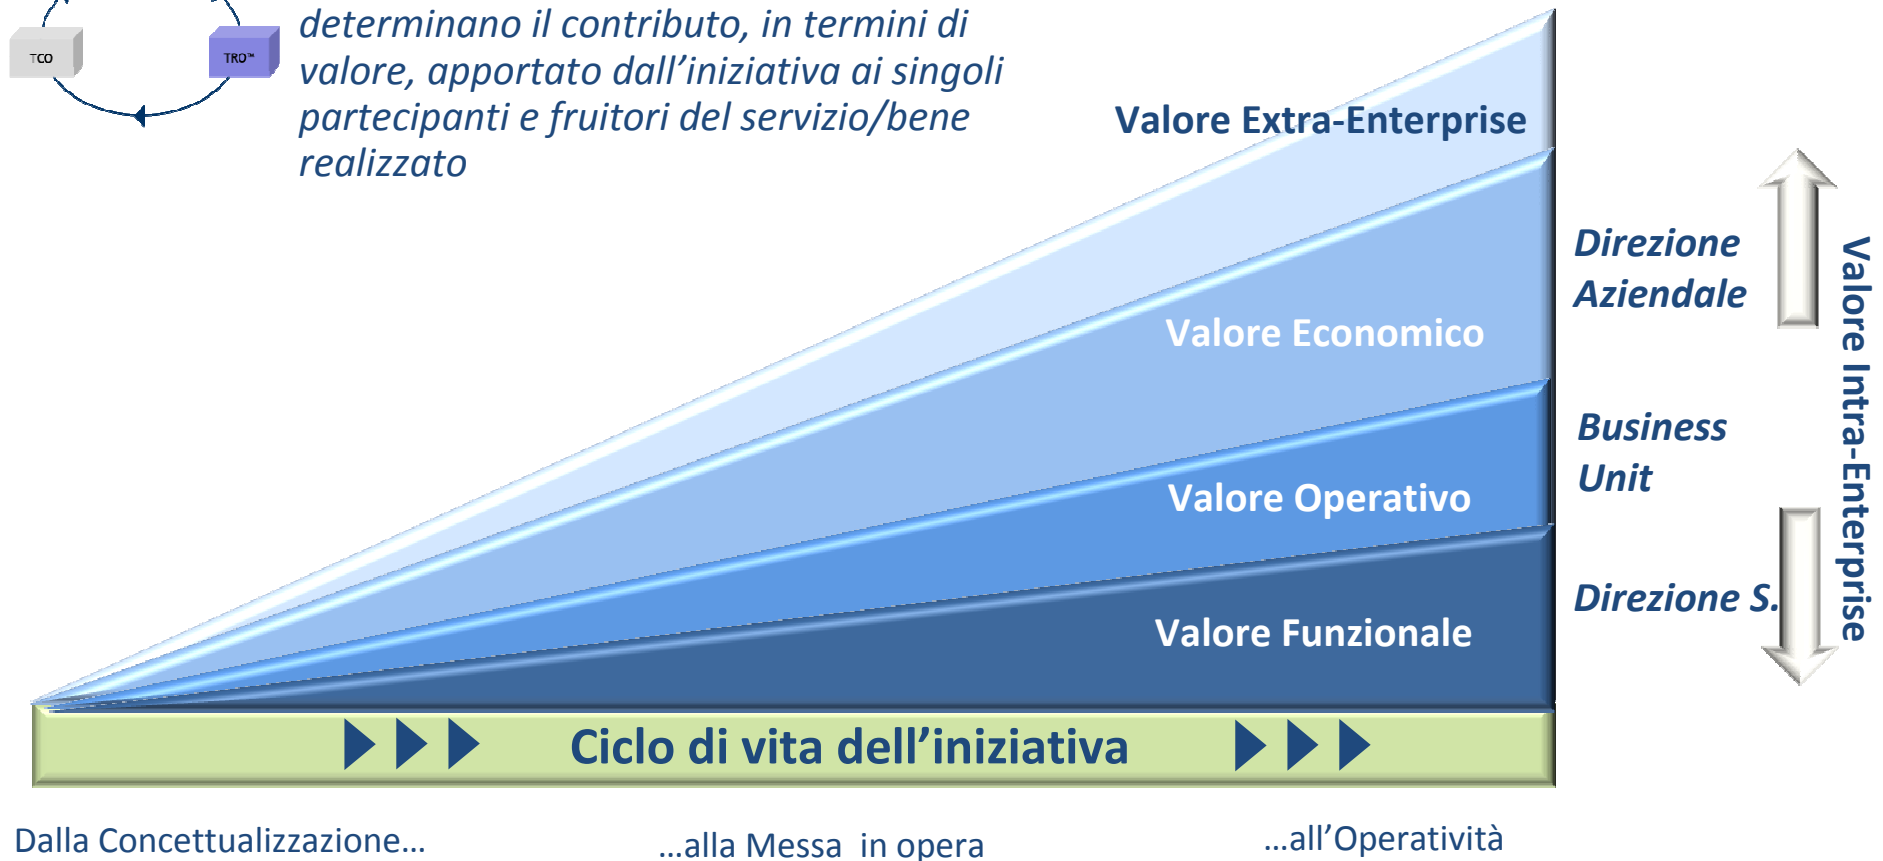 TCO
TRO™
determinano il contributo, in termini di
valore, apportato dall’iniziativa ai singoli
partecipanti e fruitori del servizio/bene
realizzato
Valore Extra-Enterprise
Valore Economico
Valore Operativo
Valore Funzionale
Direzione
Aziendale
Business
Unit
Direzione S.
Valore Intra-Enterprise
Ciclo di vita dell’iniziativa
Dalla Concettualizzazione…
…alla Messa in opera
…all’Operatività